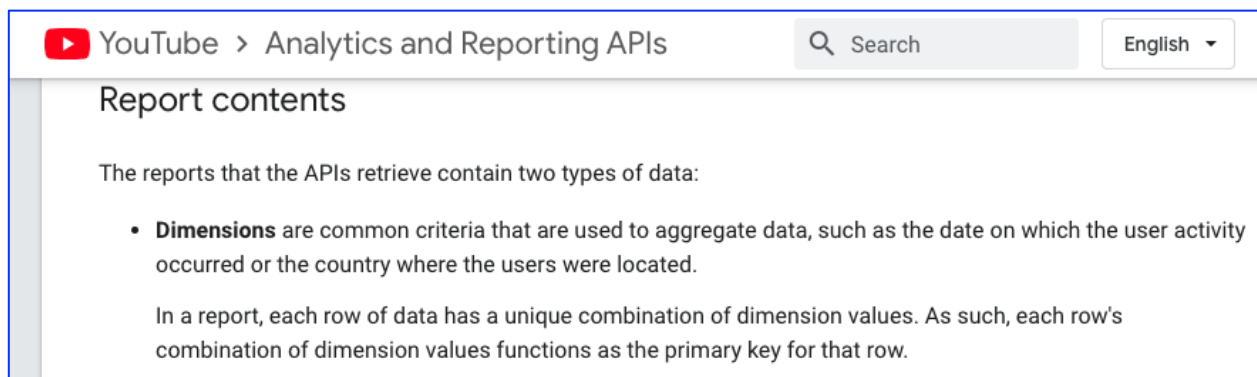 YouTube > Analytics and Reporting APIs
Search
English
Report contents
The reports that the APIs retrieve contain two types of data:
• Dimensions are common criteria that are used to aggregate data, such as the date on which the user activity
occurred or the country where the users were located.
In a report, each row of data has a unique combination of dimension values. As such, each row's
combination of dimension values functions as the primary key for that row.